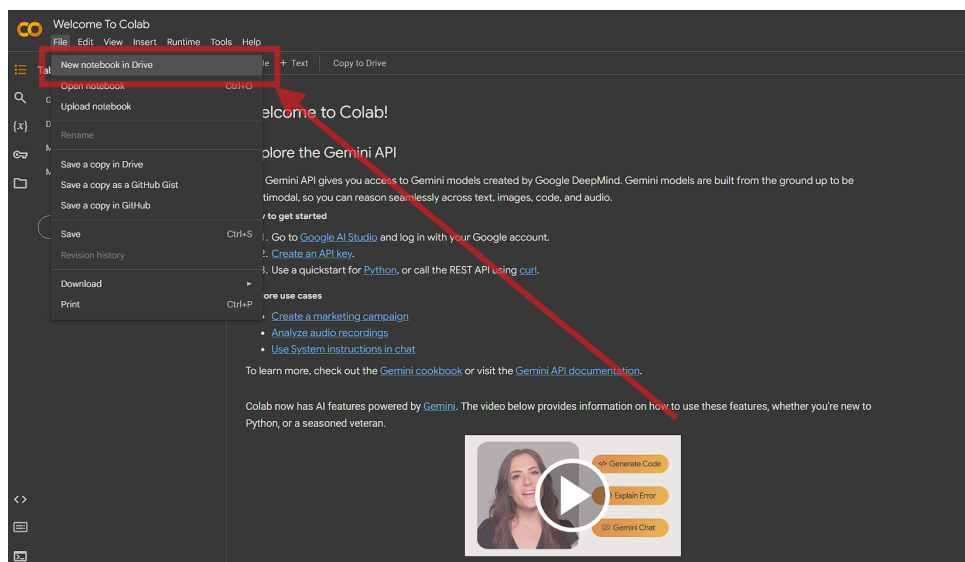 Welcome To Colab
File Edit View Insert Runtime Tools Help
+ Text Copy to Drive
New notebook in Drive
Open notebook Ctrl+O
Upload notebook
Rename
Save a copy in Drive
Save a copy as a GitHub Gist
Save a copy in GitHub
Save Ctrl+S
Revision history
Download
Print Ctrl+P
elcome to Colab!
plore the Gemini API
Gemini API gives you access to Gemini models created by Google DeepMind. Gemini models are built from the ground up to be
timodal, so you can reason seamlessly across text, images, code, and audio.
to get started
1. Go to Google AI Studio and log in with your Google account.
2. Create an API key.
3. Use a quickstart for Python, or call the REST API using curl.
ore use cases
Create a marketing campaign
Analyze audio recordings
Use System instructions in chat
To learn more, check out the Gemini cookbook or visit the Gemini API documentation.
Colab now has AI features powered by Gemini. The video below provides information on how to use these features, whether you're new to
Python, or a seasoned veteran.
</> Generate Code
Explain Error
Gemini Chat